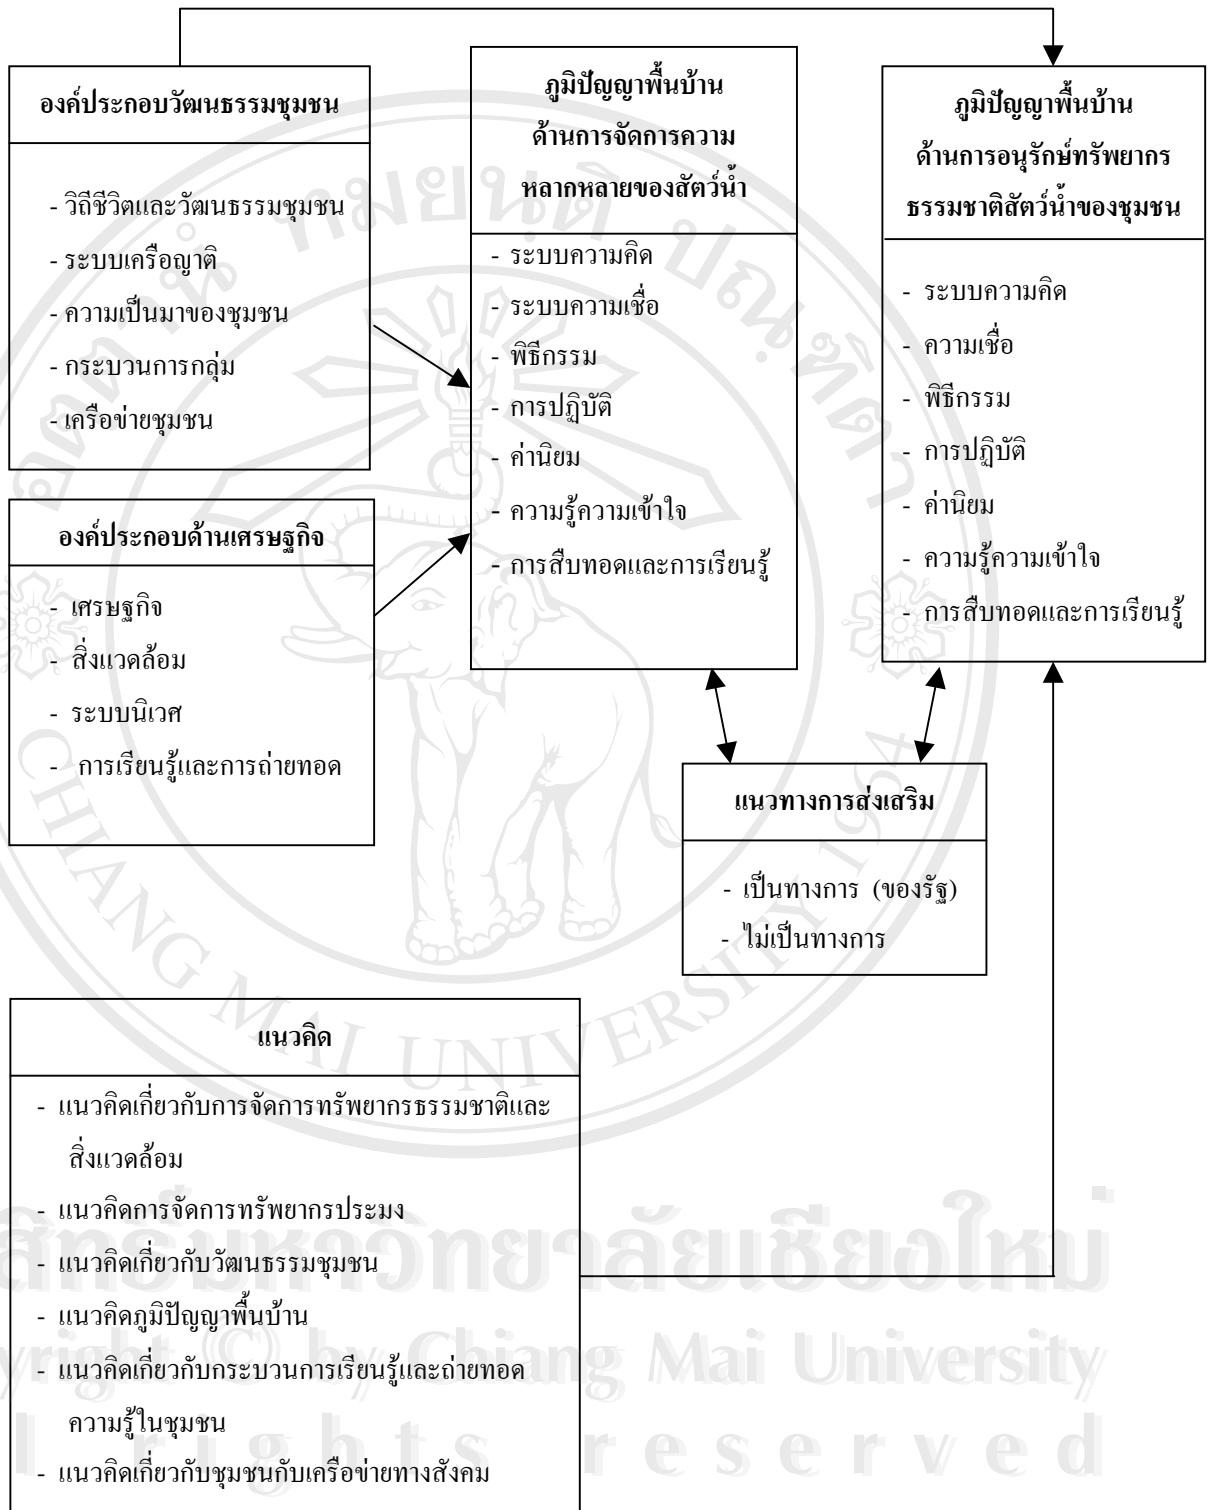 องค์ประกอบวัฒนธรรมชุมชน
- วิถีชีวิตและวัฒนธรรมชุมชน
- ระบบเครือญาติ
- ความเป็นมาของชุมชน
- กระบวนการกลุ่ม
- เครือข่ายชุมชน
องค์ประกอบด้านเศรษฐกิจ
- เศรษฐกิจ
- สิ่งแวดล้อม
- ระบบนิเวศ
- การเรียนรู้และการถ่ายทอด
ภูมิปัญญาพื้นบ้าน
ด้านการจัดการความ
หลากหลายของสัตว์น้ำ
- ระบบความคิด
- ระบบความเชื่อ
- พิธีกรรม
- การปฏิบัติ
- ค่านิยม
- ความรู้ความเข้าใจ
- การสืบทอดและการเรียนรู้
ภูมิปัญญาพื้นบ้าน
ด้านการอนุรักษ์ทรัพยากร
ธรรมชาติสัตว์น้ำของชุมชน
- ระบบความคิด
- ความเชื่อ
- พิธีกรรม
- การปฏิบัติ
- ค่านิยม
- ความรู้ความเข้าใจ
- การสืบทอดและการเรียนรู้
แนวทางการส่งเสริม
- เป็นทางการ (ของรัฐ)
- ไม่เป็นทางการ
แนวคิด
- แนวคิดเกี่ยวกับการจัดการทรัพยากรธรรมชาติและ
สิ่งแวดล้อม
- แนวคิดการจัดการทรัพยากรประมง
- แนวคิดเกี่ยวกับวัฒนธรรมชุมชน
- แนวคิดภูมิปัญญาพื้นบ้าน
- แนวคิดเกี่ยวกับกระบวนการเรียนรู้และถ่ายทอด
ความรู้ในชุมชน
- แนวคิดเกี่ยวกับชุมชนกับเครือข่ายทางสังคม
CHIANG MAI UNIVERSITY 1964
สิทธิ์มหาวิทยาลัยเชียงใหม่
yright © by Chiang Mai University
l rights reserved